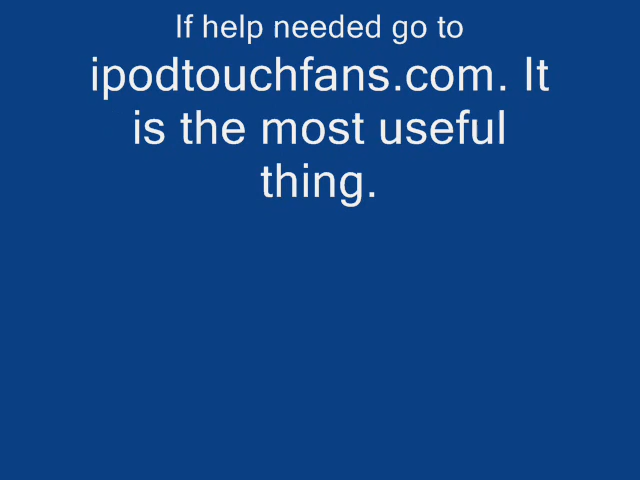 If help needed go to
ipodtouchfans.com. It
is the most useful
thing.